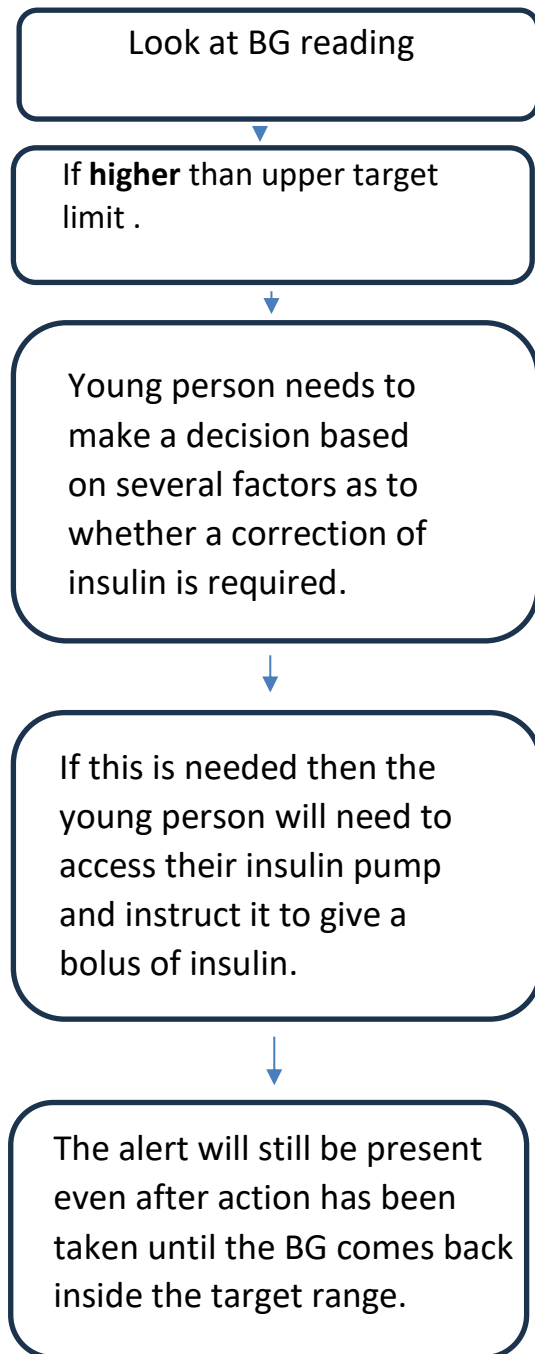 Look at BG reading
If higher than upper target
limit .
Young person needs to
make a decision based
on several factors as to
whether a correction of
insulin is required.
If this is needed then the
young person will need to
access their insulin pump
and instruct it to give a
bolus of insulin.
The alert will still be present
even after action has been
taken until the BG comes back
inside the target range.